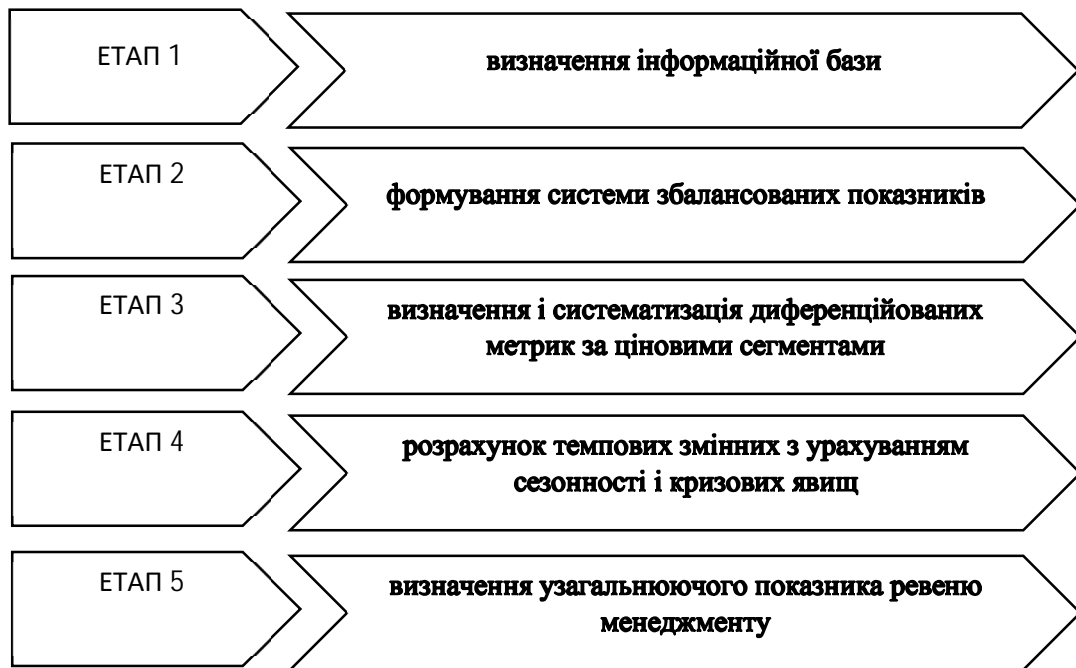 ЕТАП 1
визначення інформаційної бази
ЕТАП 2
формування системи збалансованих показників
ЕТАП 3
визначення і систематизація диференційованих
метрик за ціновими сегментами
ЕТАП 4
розрахунок темпових змінних з урахуванням
сезонності і кризових явищ
ЕТАП 5
визначення узагальнюючого показника ревеню
менеджменту